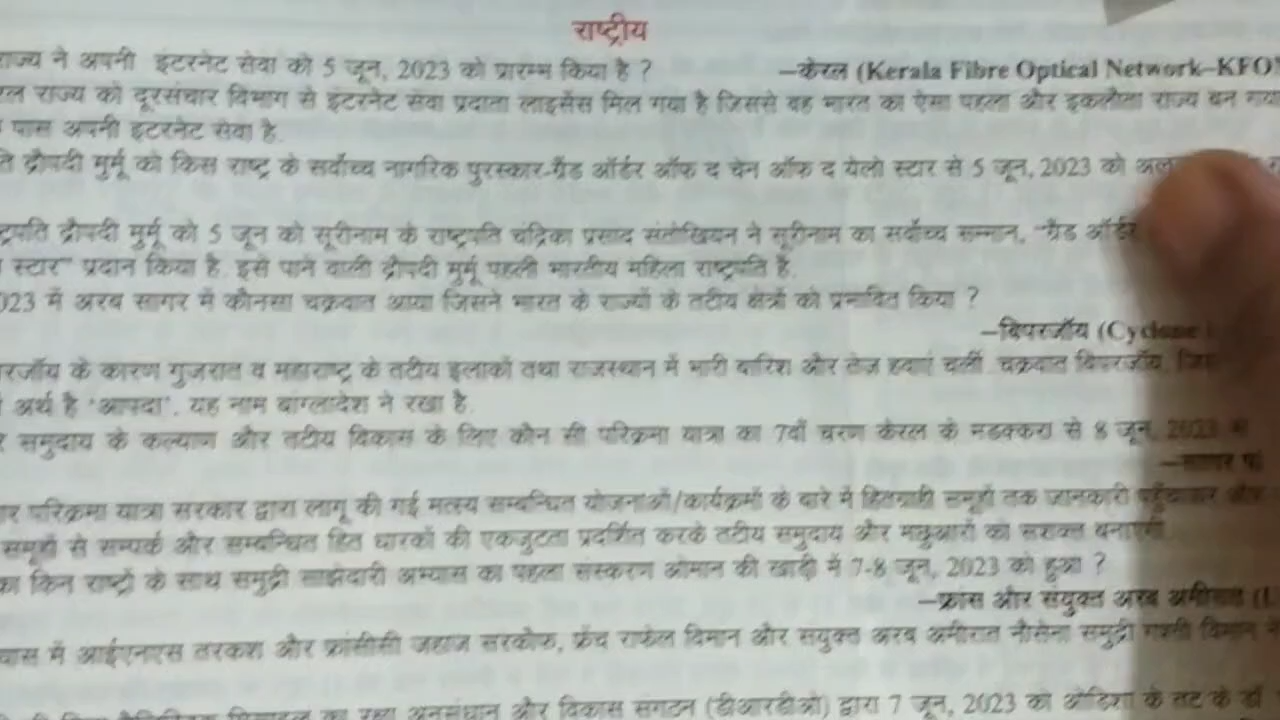 राष्ट्रीय
राज्य ने अपनी इंटरनेट सेवा को 5 जून, 2023 को प्रारम्भ किया है ? –केरल (Kerala Fibre Optical Network–KFON
राज्य को दूरसंचार विभाग से इंटरनेट सेवा प्रदाता लाइसेंस मिल गया है जिससे वह भारत का ऐसा पहला और इकलौता राज्य बन गया
पास अपनी इंटरनेट सेवा है.
द्रौपदी मुर्मू को किस राष्ट्र के सर्वोच्च नागरिक पुरस्कार-ग्रैंड ऑर्डर ऑफ द चेन ऑफ द येलो स्टार से 5 जून, 2023 को
द्रौपदी मुर्मू को 5 जून को सूरीनाम के राष्ट्रपति चंद्रिका प्रसाद संतोखियन ने सूरीनाम का सर्वोच्च सम्मान, "ग्रैंड ऑर्डर
स्टार" प्रदान किया है. इसे पाने वाली द्रौपदी मुर्मू पहली भारतीय महिला राष्ट्रपति है.
023 में अरब सागर में कौनसा चक्रवात आया जिसने भारत के राज्यों के तटीय क्षेत्रों को प्रभावित किया ?
–बिपरजॉय (Cyclone
के कारण गुजरात व महाराष्ट्र के तटीय इलाकों तथा राजस्थान में भारी बारिश और तेज हवाएं चलीं. चक्रवात बिपरजॉय,
अर्थ है 'आपदा', यह नाम बांग्लादेश ने रखा है.
समुदाय के कल्याण और तटीय विकास के लिए कौन सी परिक्रमा यात्रा का 7वाँ चरण केरल के मडक्करा से 8 जून, 2023
परिक्रमा यात्रा सरकार द्वारा लागू की गई मत्स्य सम्बन्धित योजनाओं/कार्यक्रमों के बारे में हितग्राही समूहों तक जानकारी पहुँचाकर और
समूहों से सम्पर्क और सम्बन्धित हित धारकों की एकजुटता प्रदर्शित करके तटीय समुदाय और मछुआरों को सशक्त बनाएगी
का किन राष्ट्रों के साथ समुद्री साझेदारी अभ्यास का पहला संस्करण ओमान की खाड़ी में 7-8 जून, 2023 को हुआ ?
–फ्रांस और संयुक्त अरब अमीरात
में आईएनएस तरकश और फ्रांसीसी जहाज सरकौफ, फ्रेंच राफेल विमान और संयुक्त अरब अमीरात नौसेना समुद्री गश्ती विमान ने
का रक्षा अनुसंधान और विकास संगठन (डीआरडीओ) द्वारा 7 जून, 2023 को ओडिशा के तट के डॉ